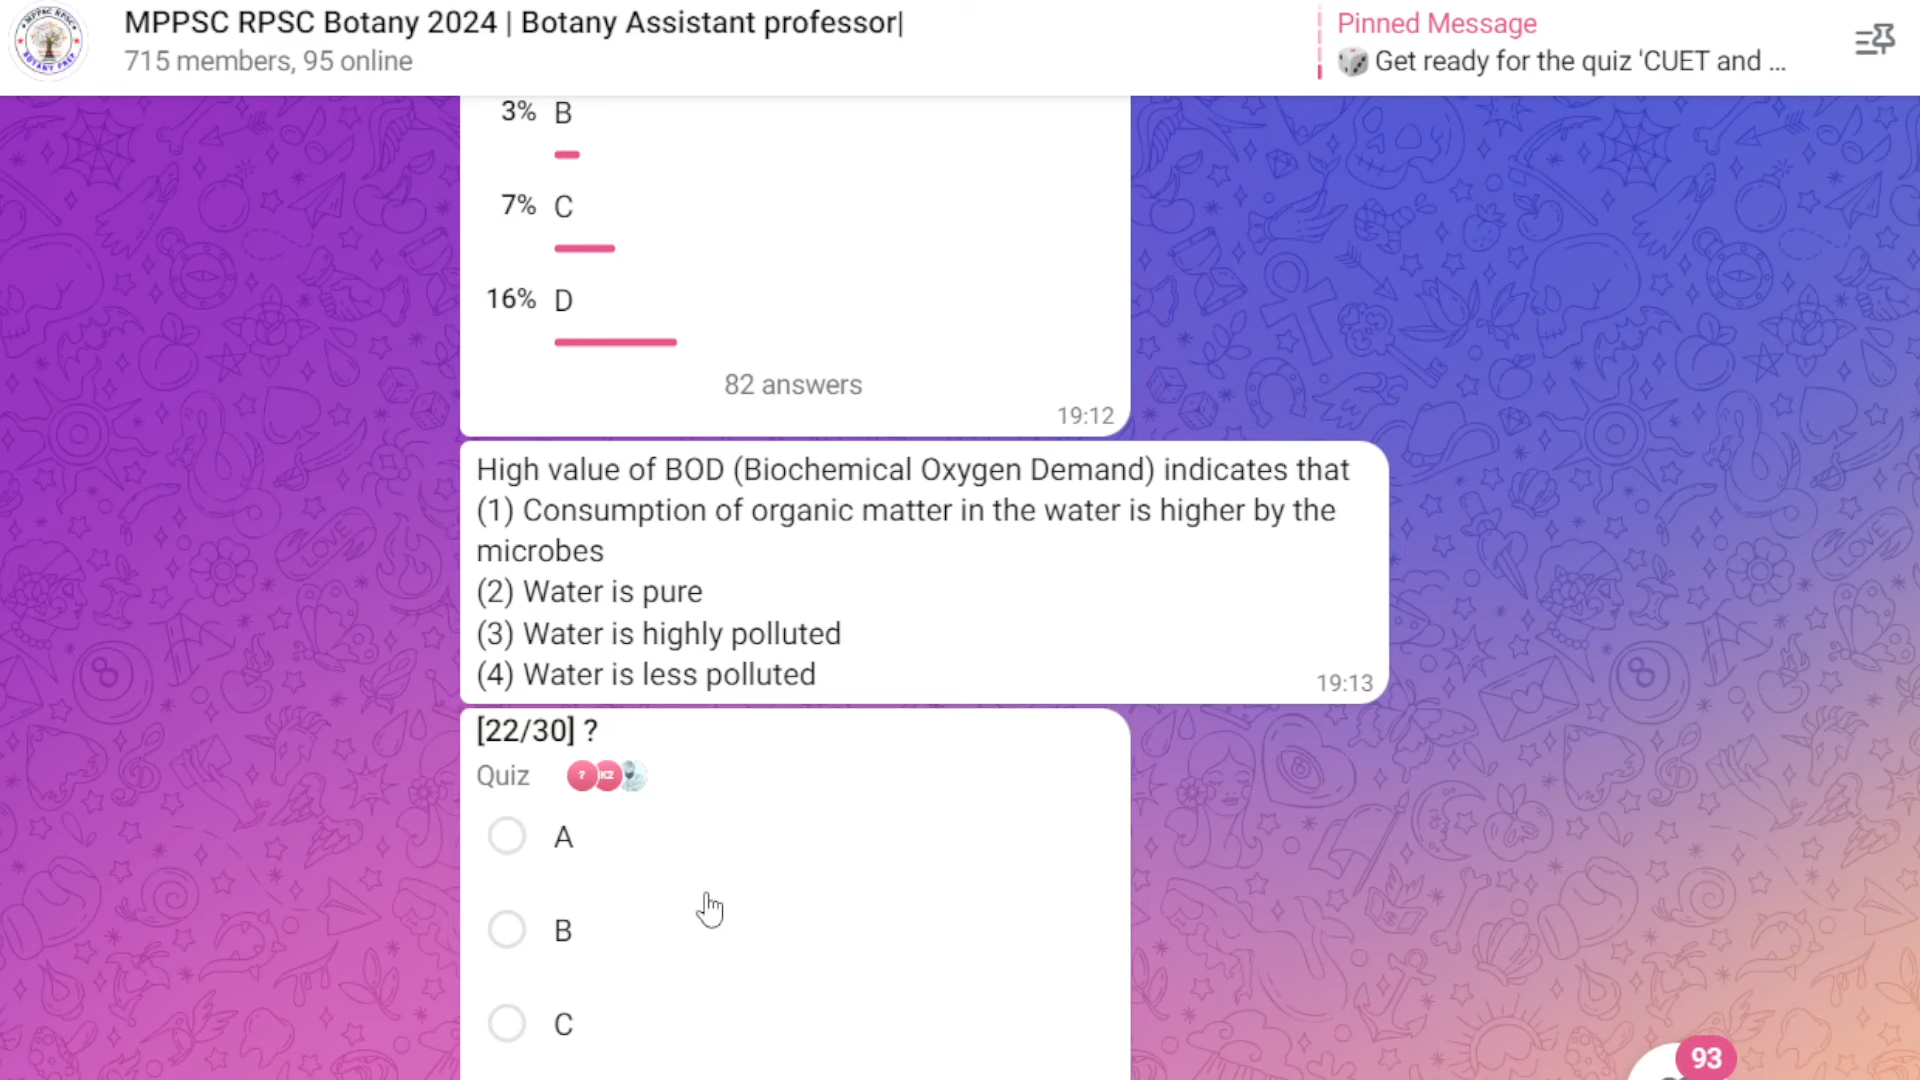 MPPSC RPSC Botany 2024 | Botany Assistant professor|
715 members, 95 online
Pinned Message
Get ready for the quiz 'CUET and ...
3% B
7% C
16% D
82 answers
19:12
High value of BOD (Biochemical Oxygen Demand) indicates that
(1) Consumption of organic matter in the water is higher by the
microbes
(2) Water is pure
(3) Water is highly polluted
(4) Water is less polluted
19:13
[22/30] ?
Quiz
? K2
A
B
C
93